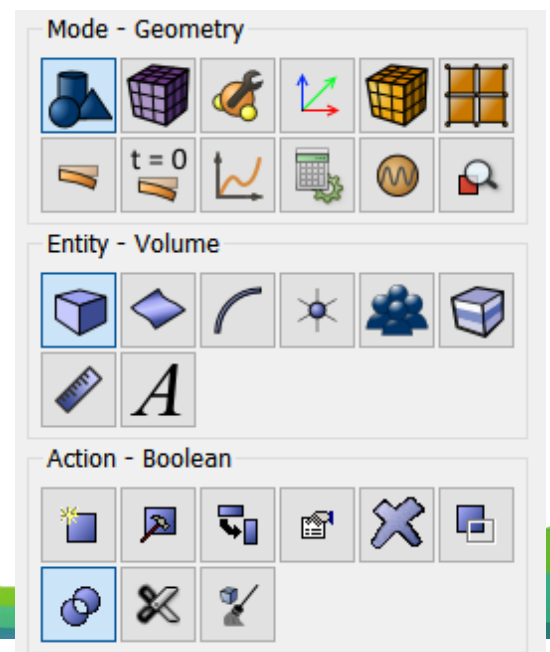 Mode - Geometry
t = 0
Entity - Volume
A
Action - Boolean